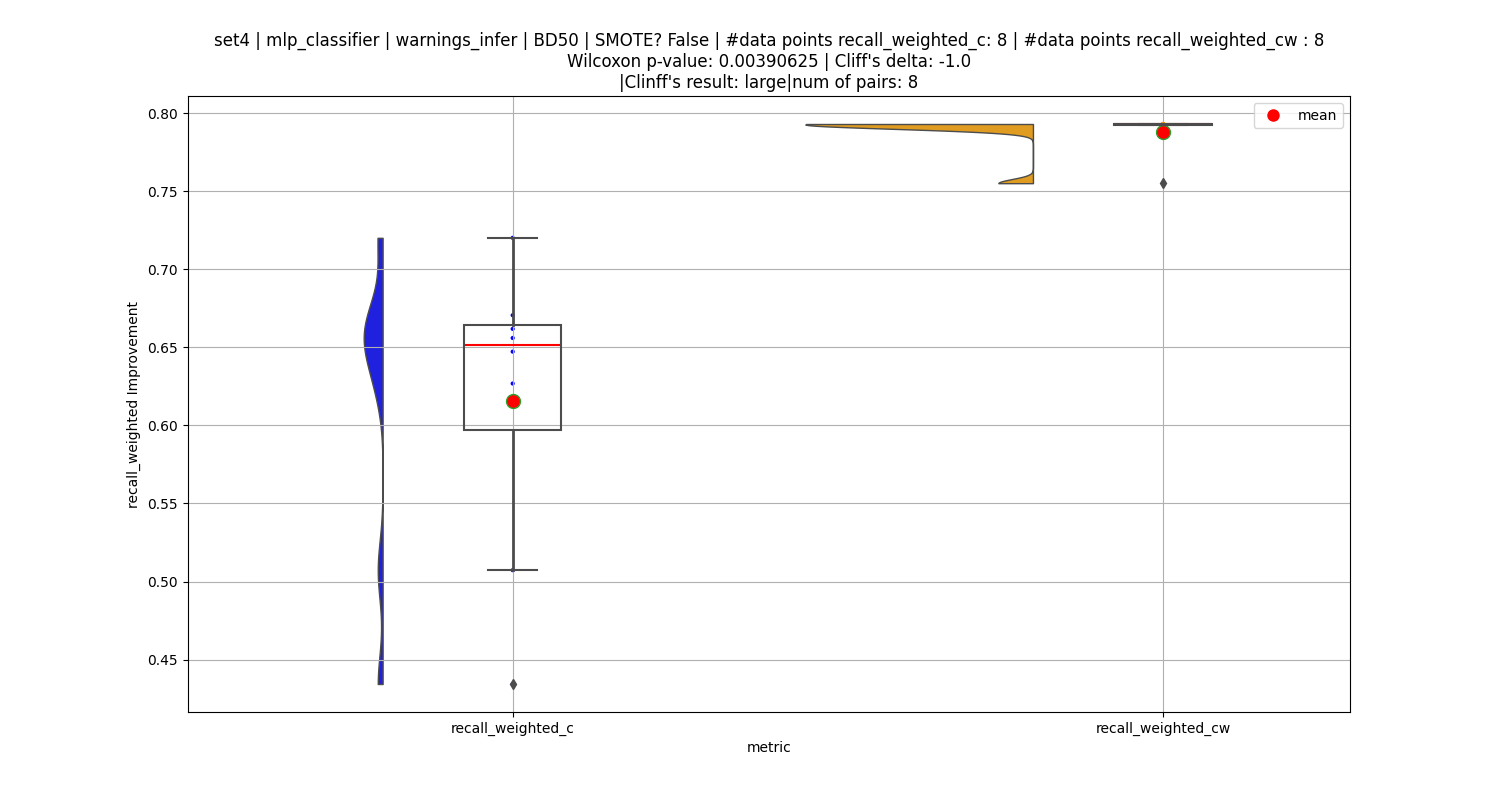 set4 | mlp_classifier | warnings_infer | BD50 | SMOTE? False | #data points recall_weighted_c: 8 | #data points recall_weighted_cw : 8
Wilcoxon p-value: 0.00390625 | Cliff's delta: -1.0
|Clinff's result: large|num of pairs: 8
mean
0.80
0.75
0.70
0.65
0.60
0.55
0.50
0.45
recall_weighted Improvement
recall_weighted_c
recall_weighted_cw
metric